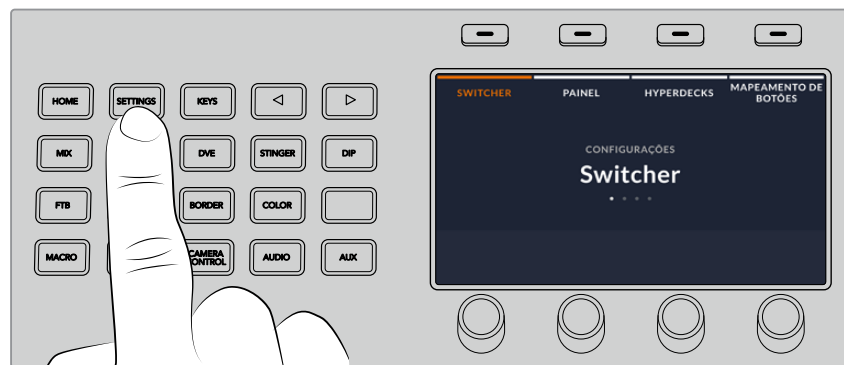 HOME SETTINGS KEYS
MIX DVE STINGER DIP
FTB BORDER COLOR
MACRO CAMERA CONTROL AUDIO AUX
SWITCHER PAINEL HYPERDECKS MAPEAMENTO DE BOTÕES
CONFIGURAÇÕES
Switcher